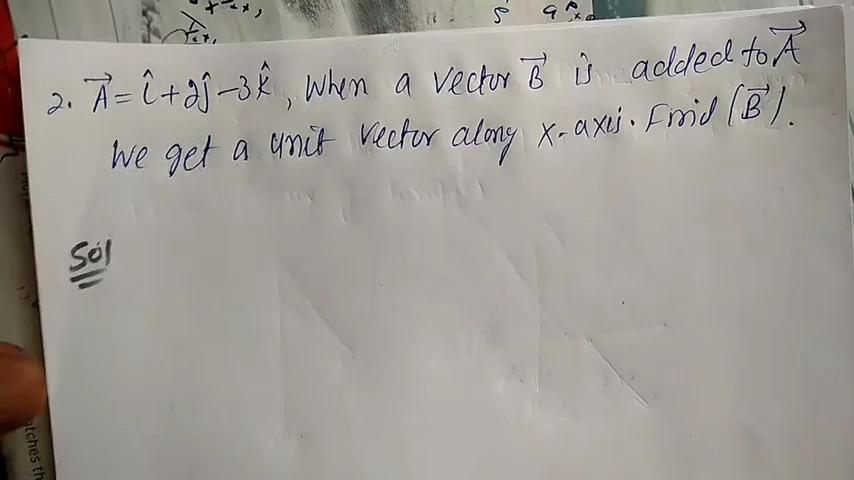 2. A⃗ = î + 2ĵ - 3k̂, When a vector B⃗ is added to A⃗
We get a unit vector along x-axis. Find (B⃗).
Sol